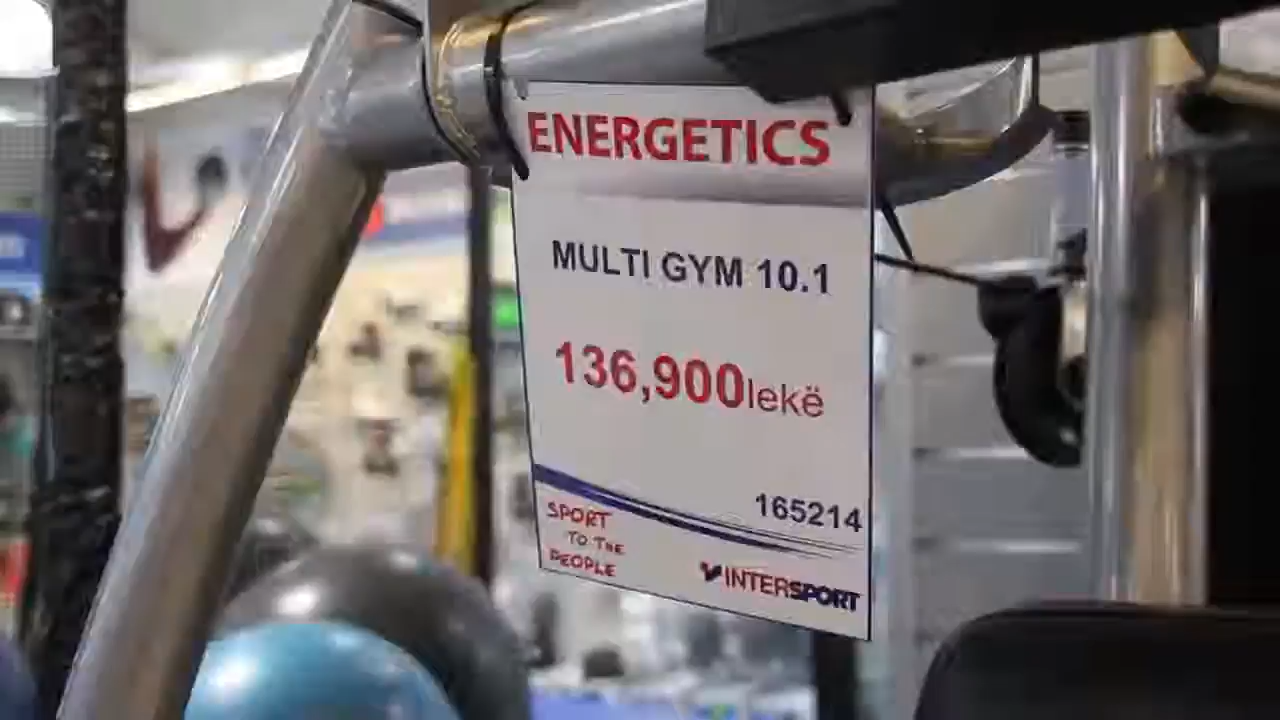 ENERGETICS
MULTI GYM 10.1
136,900lekë
165214
SPORT
TO THE
PEOPLE
INTERSPORT